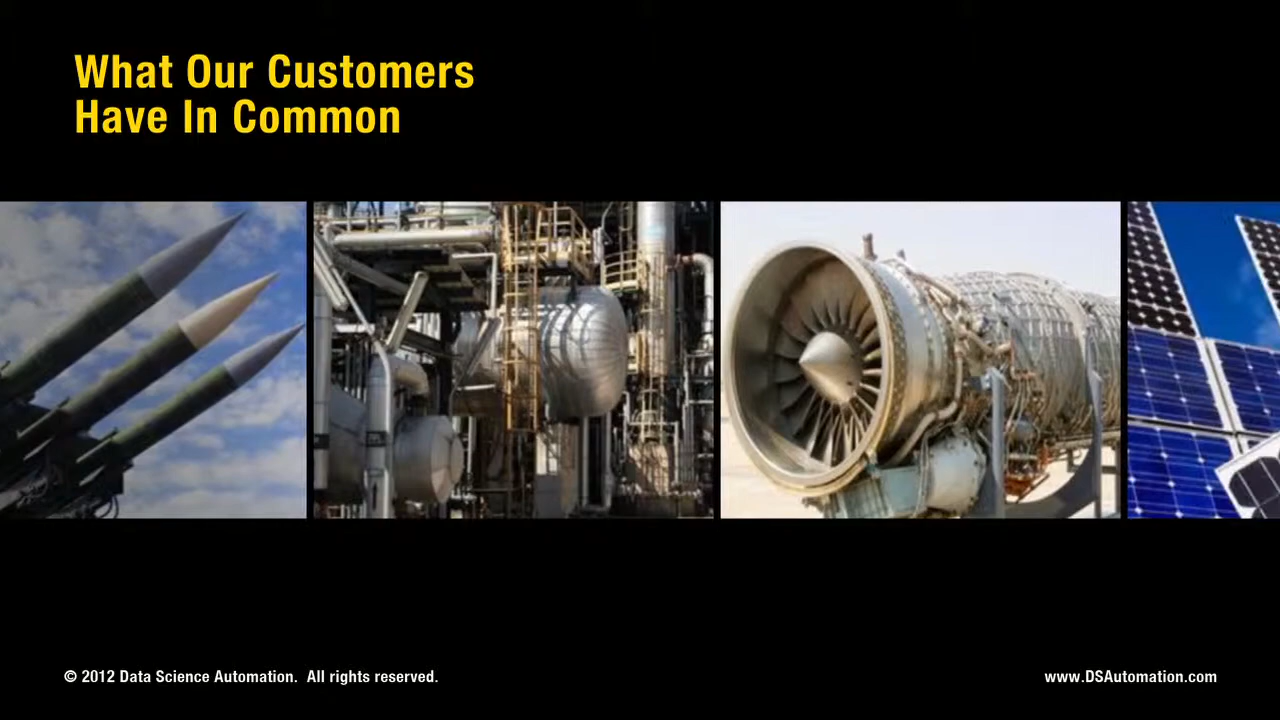 What Our Customers
Have In Common
© 2012 Data Science Automation.  All rights reserved.
www.DSAutomation.com